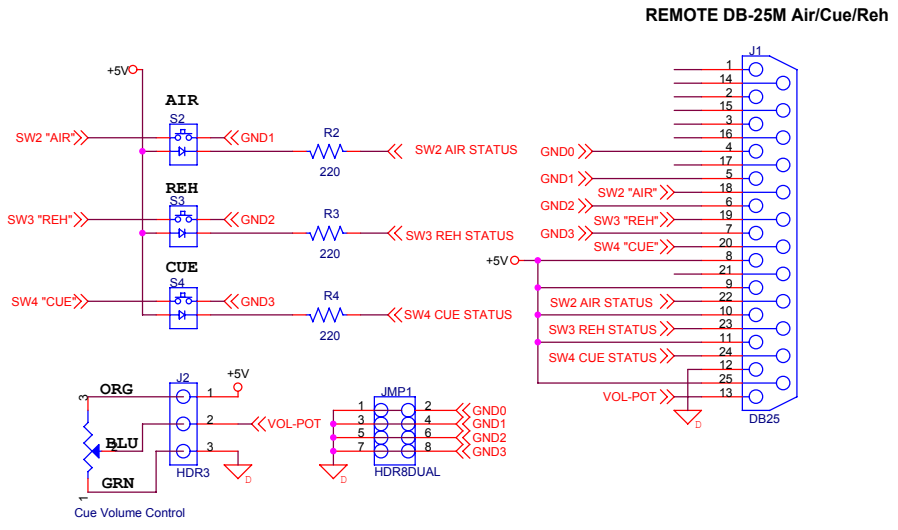 REMOTE DB-25M Air/Cue/Reh
J1
+5V
AIR
S2
SW2 "AIR"
GND1
R2
220
SW2 AIR STATUS
REH
S3
SW3 "REH"
GND2
R3
220
SW3 REH STATUS
CUE
S4
SW4 "CUE"
GND3
R4
220
SW4 CUE STATUS
1
14
2
15
3
16
GND0
4
17
GND1
5
SW2 "AIR"
18
GND2
6
SW3 "REH"
19
GND3
7
SW4 "CUE"
20
+5V
8
21
9
SW2 AIR STATUS
22
10
SW3 REH STATUS
23
11
SW4 CUE STATUS
24
12
25
VOL-POT
13
D
DB25
+5V
J2
ORG
3
1
BLU
2
2
VOL-POT
GRN
1
3
D
HDR3
Cue Volume Control
JMP1
1
2
GND0
3
4
GND1
5
6
GND2
7
8
GND3
D
HDR8DUAL